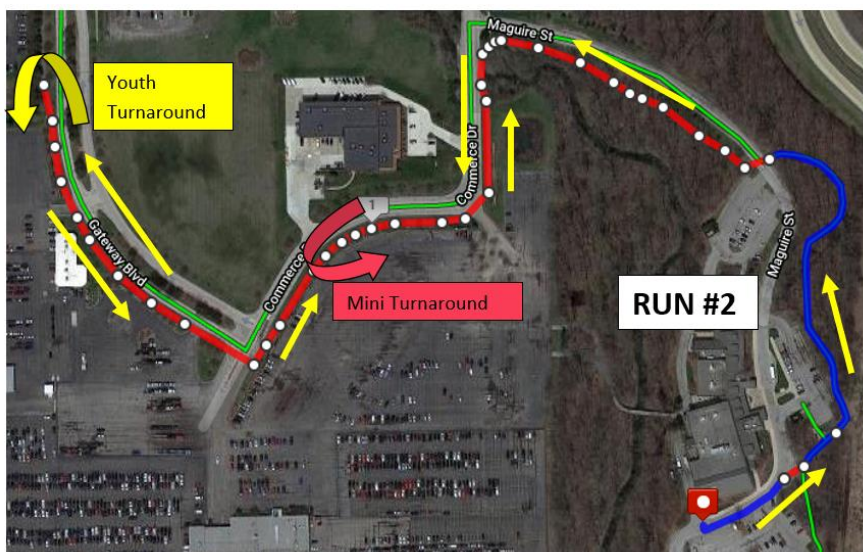 Maguire St
Youth
Turnaround
Commerce Dr
1
Gateway Blvd
Commerce
Mini Turnaround
Maguire St
RUN #2